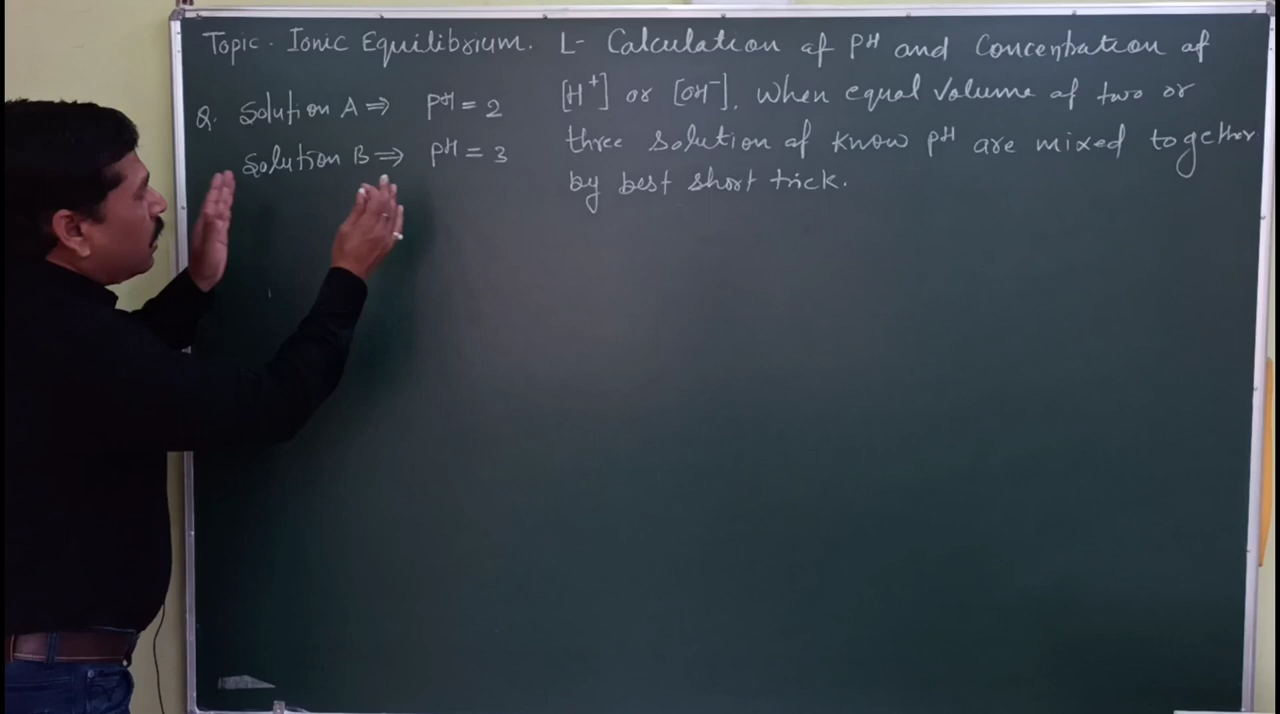 Topic. Ionic Equilibrium. L- Calculation of PH and Concentration of
[H+] or [OH-], when equal volume of two or
three solution of know PH are mixed together
by best short trick.
Q. Solution A ⇒ PH = 2
Solution B ⇒ PH = 3